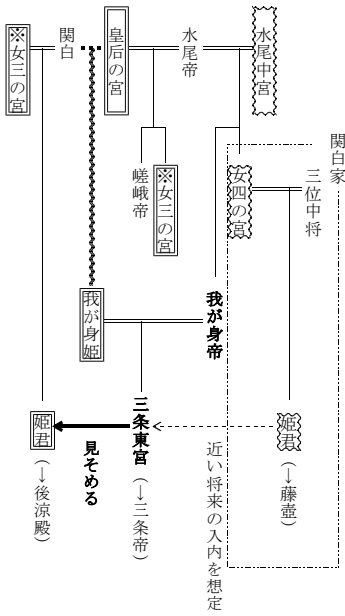 関白家
三位中将
姫君（→藤壺）
水尾中宮
女四の宮
近い将来の入内を想定
我が身帝
水尾帝
※女三の宮
嵯峨帝
三条東宮（→三条帝）
皇后の宮
我が身姫
見そめる
関白
※女三の宮
姫君（→後涼殿）